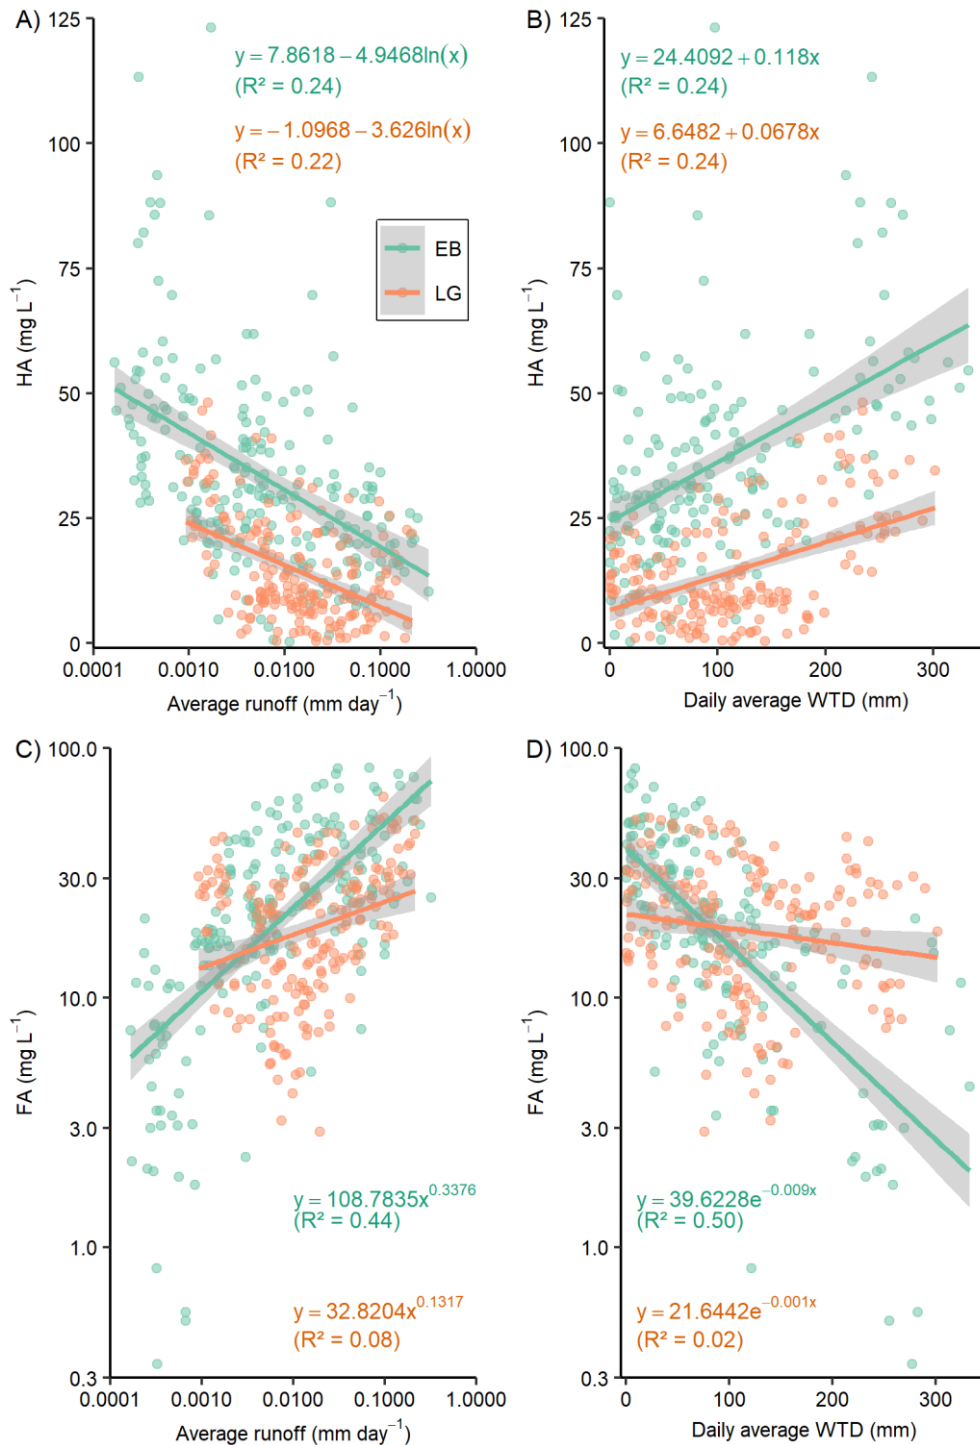 A)
125
100
75
50
25
0
HA (mg L⁻¹)
y = 7.8618 − 4.9468ln(x)
(R² = 0.24)
y = − 1.0968 − 3.626ln(x)
(R² = 0.22)
EB
LG
0.0001 0.0010 0.0100 0.1000 1.0000
Average runoff (mm day⁻¹)
B)
125
100
75
50
25
0
HA (mg L⁻¹)
y = 24.4092 + 0.118x
(R² = 0.24)
y = 6.6482 + 0.0678x
(R² = 0.24)
0 100 200 300
Daily average WTD (mm)
C)
100.0
30.0
10.0
3.0
1.0
0.3
FA (mg L⁻¹)
y = 108.7835x^0.3376
(R² = 0.44)
y = 32.8204x^0.1317
(R² = 0.08)
0.0001 0.0010 0.0100 0.1000 1.0000
Average runoff (mm day⁻¹)
D)
100.0
30.0
10.0
3.0
1.0
0.3
FA (mg L⁻¹)
y = 39.6228e^−0.009x
(R² = 0.50)
y = 21.6442e^−0.001x
(R² = 0.02)
0 100 200 300
Daily average WTD (mm)